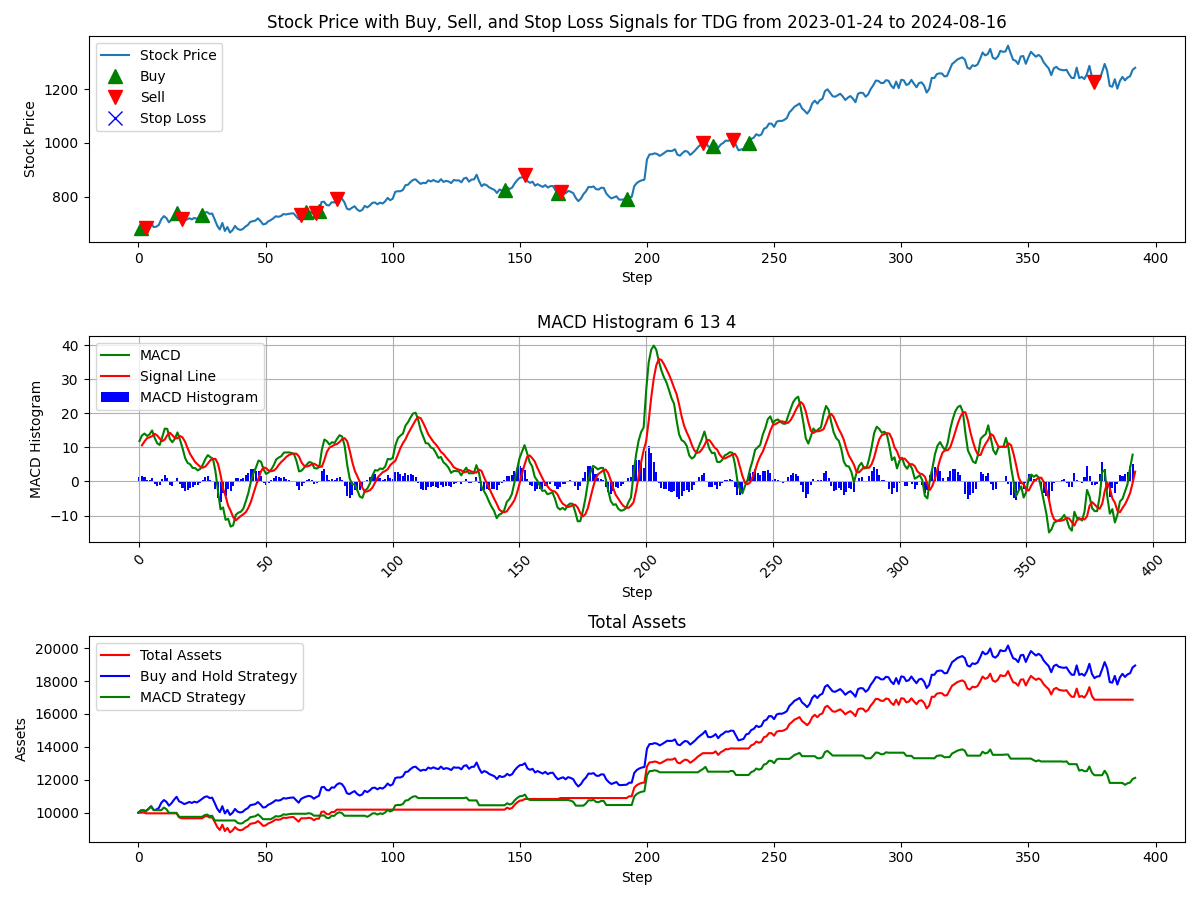 Stock Price with Buy, Sell, and Stop Loss Signals for TDG from 2023-01-24 to 2024-08-16
Stock Price
Buy
Sell
Stop Loss
Stock Price
1200
1000
800
0 50 100 150 200 250 300 350 400
Step
MACD Histogram 6 13 4
MACD
Signal Line
MACD Histogram
MACD Histogram
40
30
20
10
0
−10
0 50 100 150 200 250 300 350 400
Step
Total Assets
Total Assets
Buy and Hold Strategy
MACD Strategy
Assets
20000
18000
16000
14000
12000
10000
0 50 100 150 200 250 300 350 400
Step